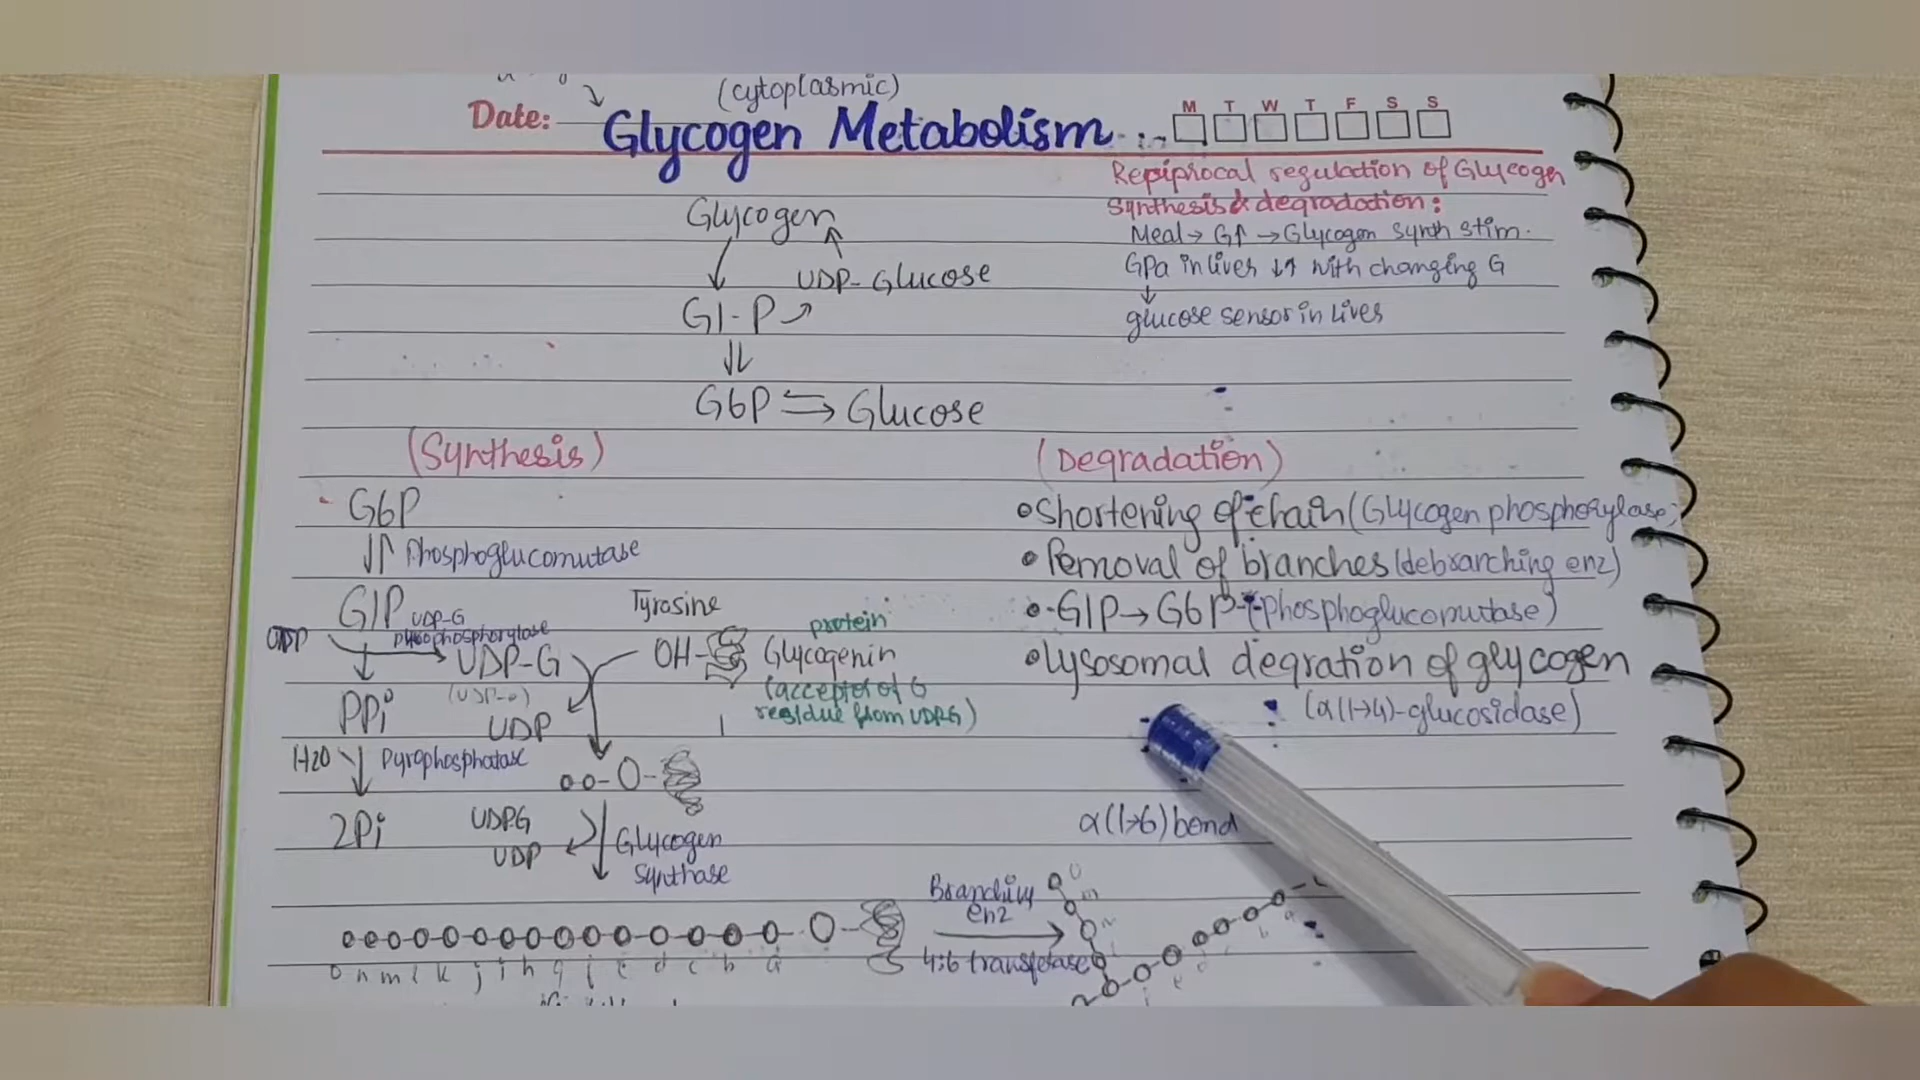 (cytoplasmic)
Date:
Glycogen Metabolism
M T W T F S S
Repiprocal regulation of Glycogen
Synthesis & degradation:
Meal → G↑ → Glycogen synth stim.
GPa in liver ↓↑ with changing G
↓
glucose sensor in liver
Glycogen
UDP-Glucose
G1-P
G6P ⇌ Glucose
(Synthesis)
G6P
↓↑ Phosphoglucomutase
G1P
UDP-G
UDP-G
PPi
UDP
H2O
Pyrophosphatase
2Pi
Tyrosine
OH-
protein
Glycogenin
(acceptor of G
residue from UDPG)
UDPG
UDP
Glycogen
Synthase
o n m l k j i h g f e d c b a
Branching
enz
4:6 transferase
(Degradation)
• Shortening of chain (Glycogen phosphorylase)
• Removal of branches (debranching enz)
• G1P → G6P (phosphoglucomutase)
• Lysosomal degration of glycogen
(α(1→4)-glucosidase)
α(1→6) bond